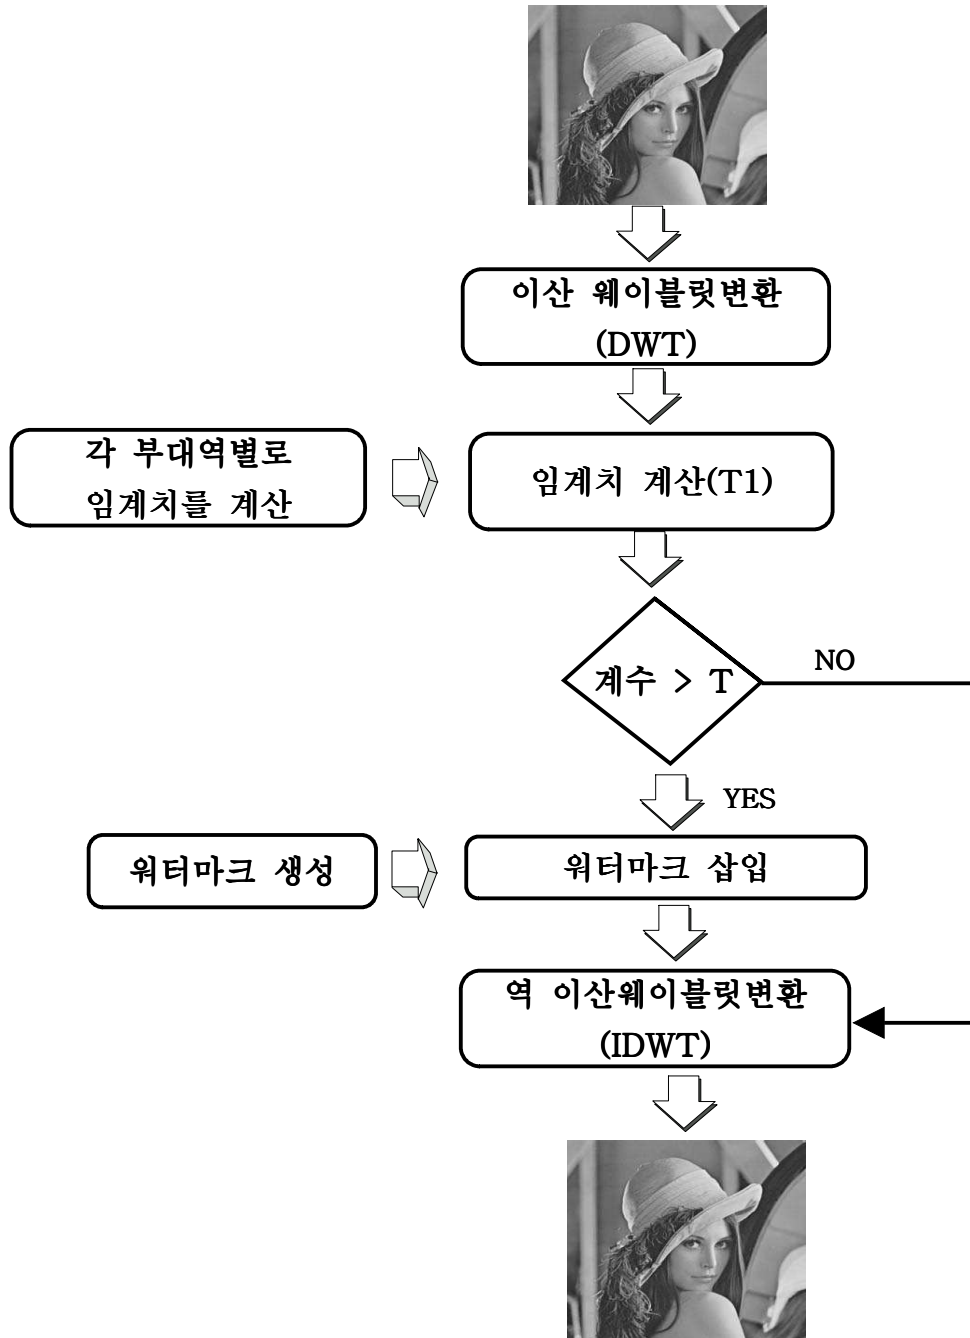 이산 웨이블릿변환
(DWT)
각 부대역별로
임계치를 계산
임계치 계산(T1)
계수 > T
NO
YES
워터마크 생성
워터마크 삽입
역 이산웨이블릿변환
(IDWT)